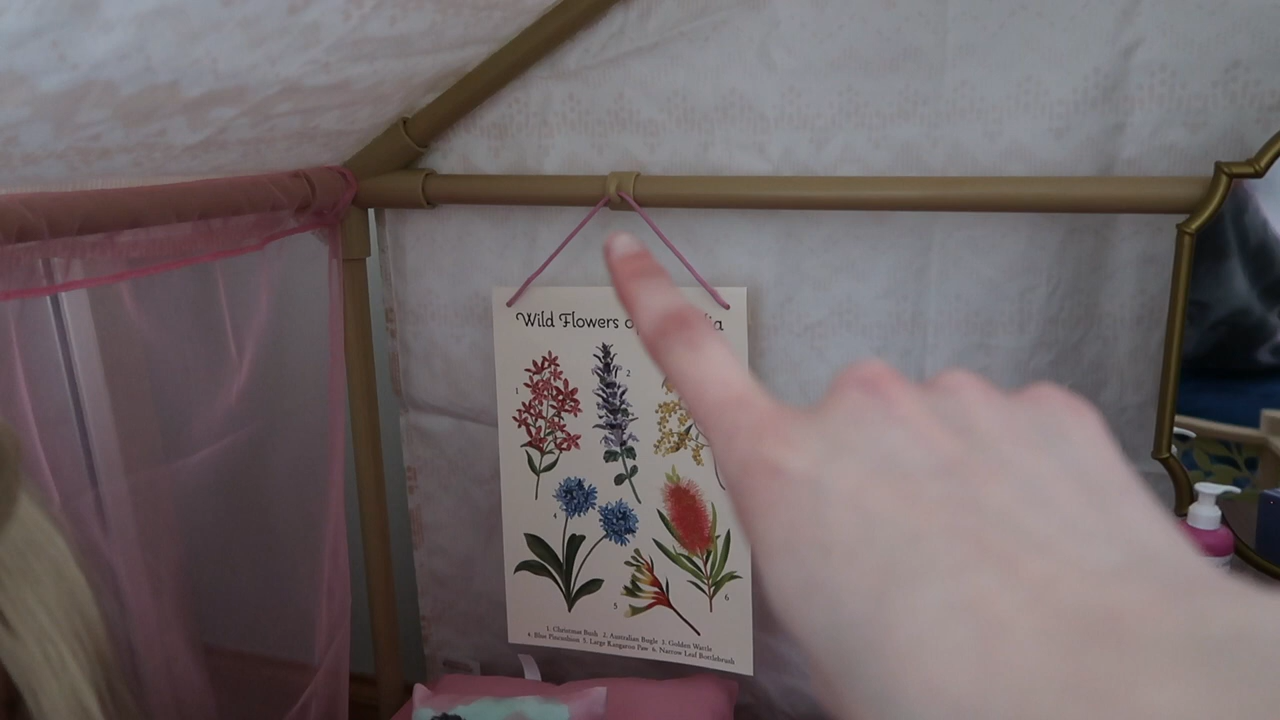 Wild Flowers o lia
1
2
4
5
6
1. Christmas Bush 2. Australian Bugle 3. Golden Wattle
4. Blue Pincushion 5. Large Kangaroo Paw 6. Narrow Leaf Bottlebrush